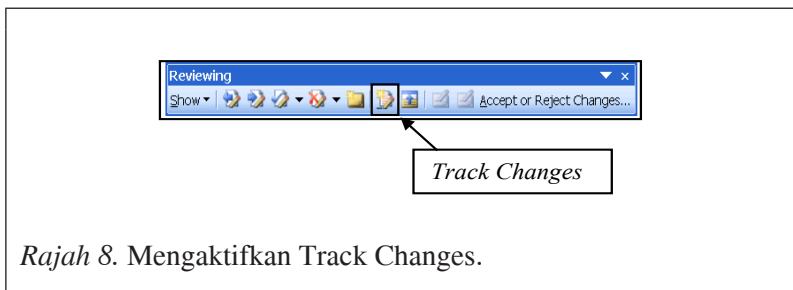 Reviewing
Show Accept or Reject Changes...
Track Changes
Rajah 8. Mengaktifkan Track Changes.